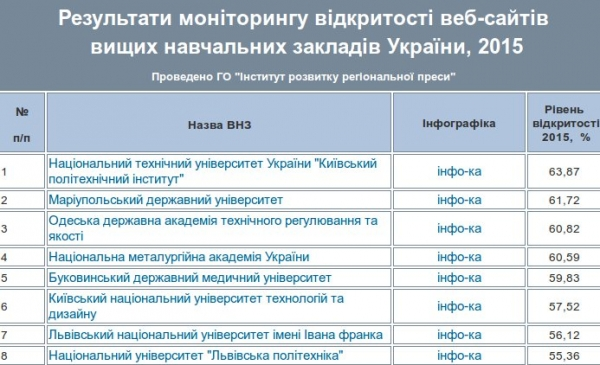 Результати моніторингу відкритості веб-сайтів
вищих навчальних закладів України, 2015
Проведено ГО "Інститут розвитку регіональної преси"
№
п/п
Назва ВНЗ
Інфографіка
Рівень
відкритості
2015, %
1 Національний технічний університет України "Київський
політехнічний інститут" інфо-ка 63,87
2 Маріупольський державний університет інфо-ка 61,72
3 Одеська державна академія технічного регулювання та
якості інфо-ка 60,82
4 Національна металургійна академія України інфо-ка 60,59
5 Буковинський державний медичний університет інфо-ка 59,83
6 Київський національний університет технологій та
дизайну інфо-ка 57,52
7 Львівський національний університет імені Івана франка інфо-ка 56,12
8 Національний університет "Львівська політехніка" інфо-ка 55,36